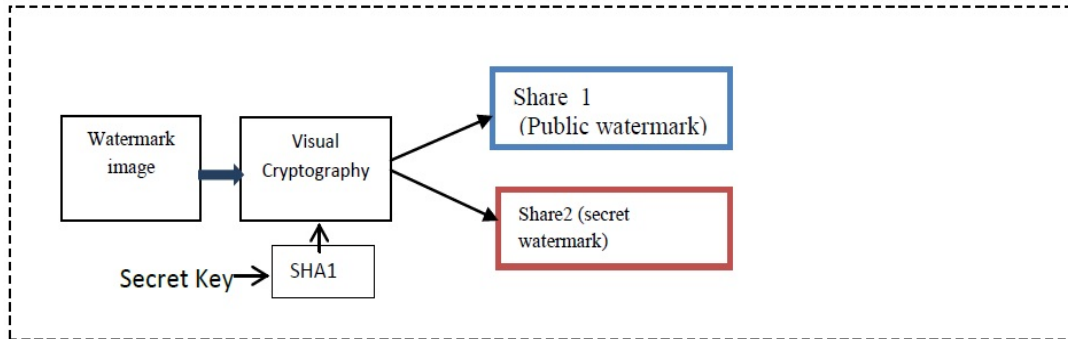 Watermark
image
Visual
Cryptography
Share 1
(Public watermark)
Share2 (secret
watermark)
Secret Key
SHA1